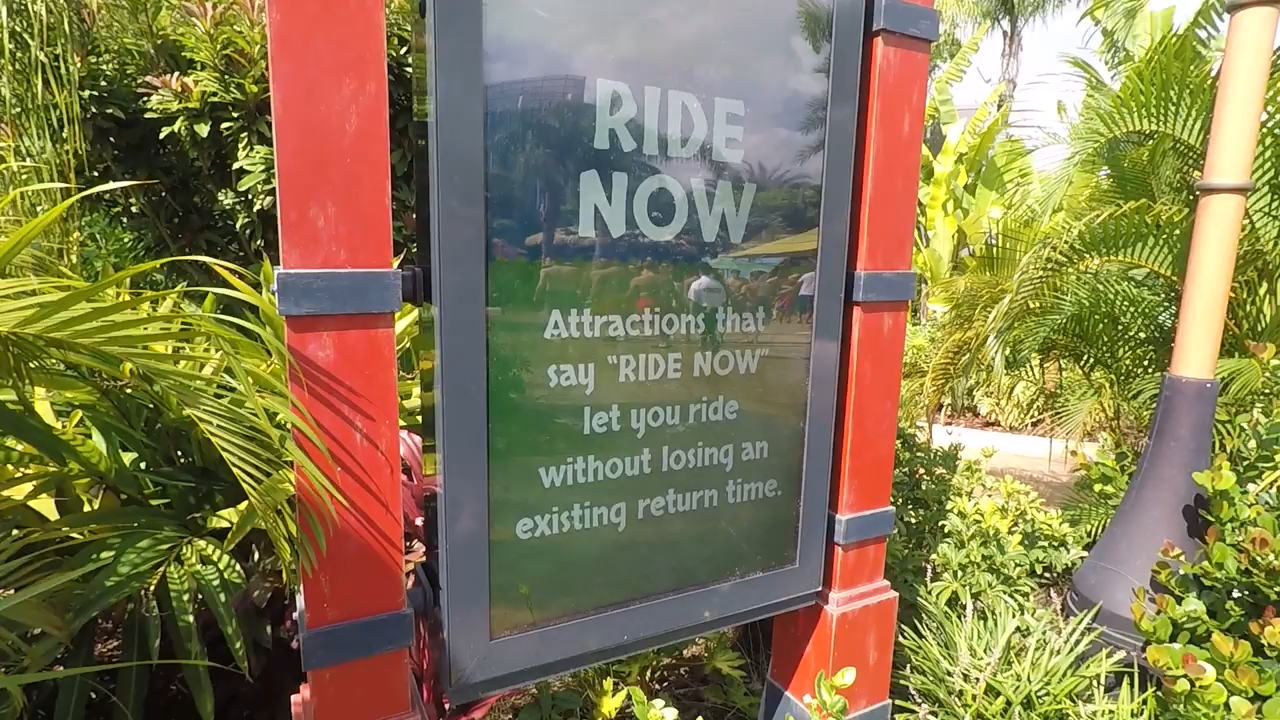 RIDE
NOW
Attractions that
say "RIDE NOW"
let you ride
without losing an
existing return time.